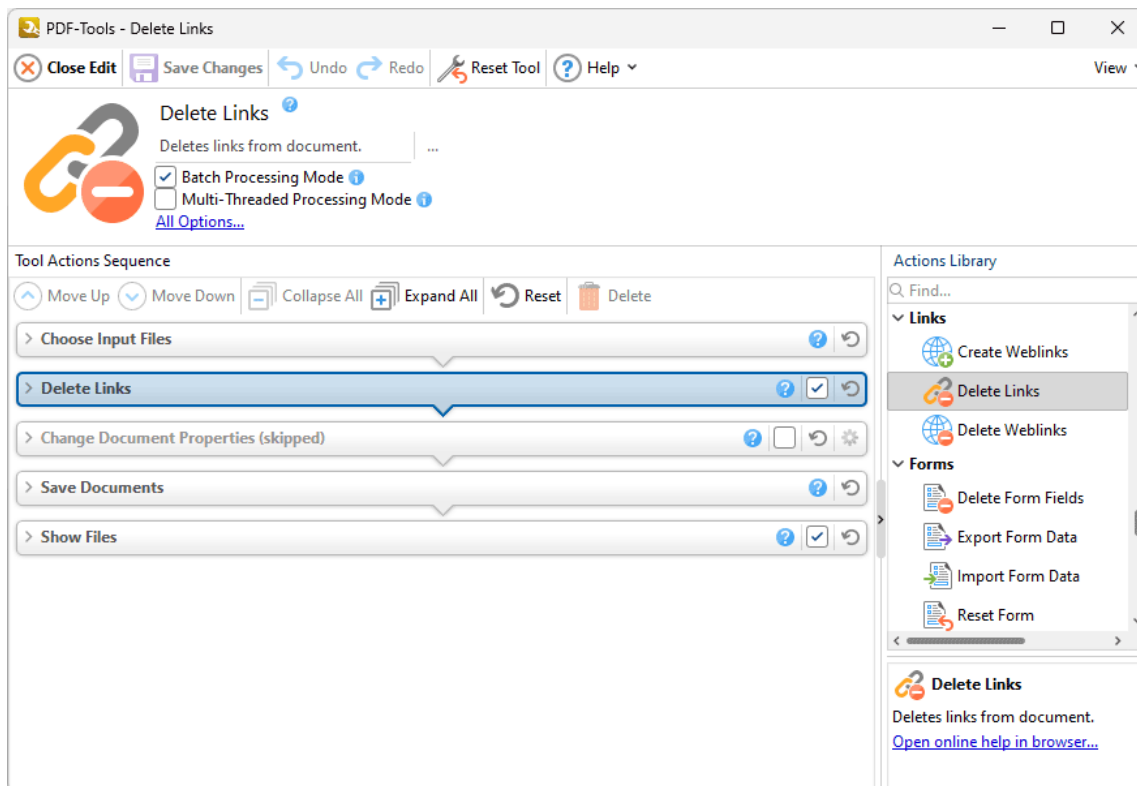 PDF-Tools - Delete Links
Close Edit Save Changes Undo Redo Reset Tool Help View
Delete Links
Deletes links from document. ...
Batch Processing Mode
Multi-Threaded Processing Mode
All Options...
Tool Actions Sequence
Move Up Move Down Collapse All Expand All Reset Delete
Choose Input Files
Delete Links
Change Document Properties (skipped)
Save Documents
Show Files
Actions Library
Find...
Links
Create Weblinks
Delete Links
Delete Weblinks
Forms
Delete Form Fields
Export Form Data
Import Form Data
Reset Form
Delete Links
Deletes links from document.
Open online help in browser...